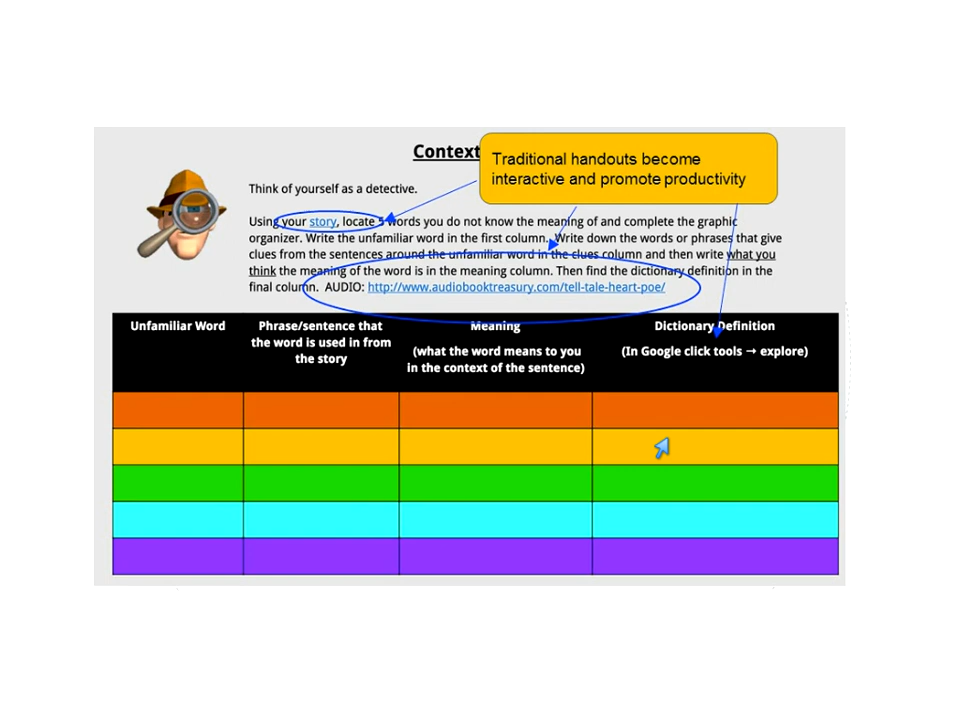 Context
Traditional handouts become
interactive and promote productivity
Think of yourself as a detective.
Using your story, locate 5 words you do not know the meaning of and complete the graphic
organizer. Write the unfamiliar word in the first column. Write down the words or phrases that give
clues from the sentences around the unfamiliar word in the clues column and then write what you
think the meaning of the word is in the meaning column. Then find the dictionary definition in the
final column. AUDIO: http://www.audiobooktreasury.com/tell-tale-heart-poe/
Unfamiliar Word
Phrase/sentence that
the word is used in from
the story
Meaning
(what the word means to you
in the context of the sentence)
Dictionary Definition
(In Google click tools → explore)